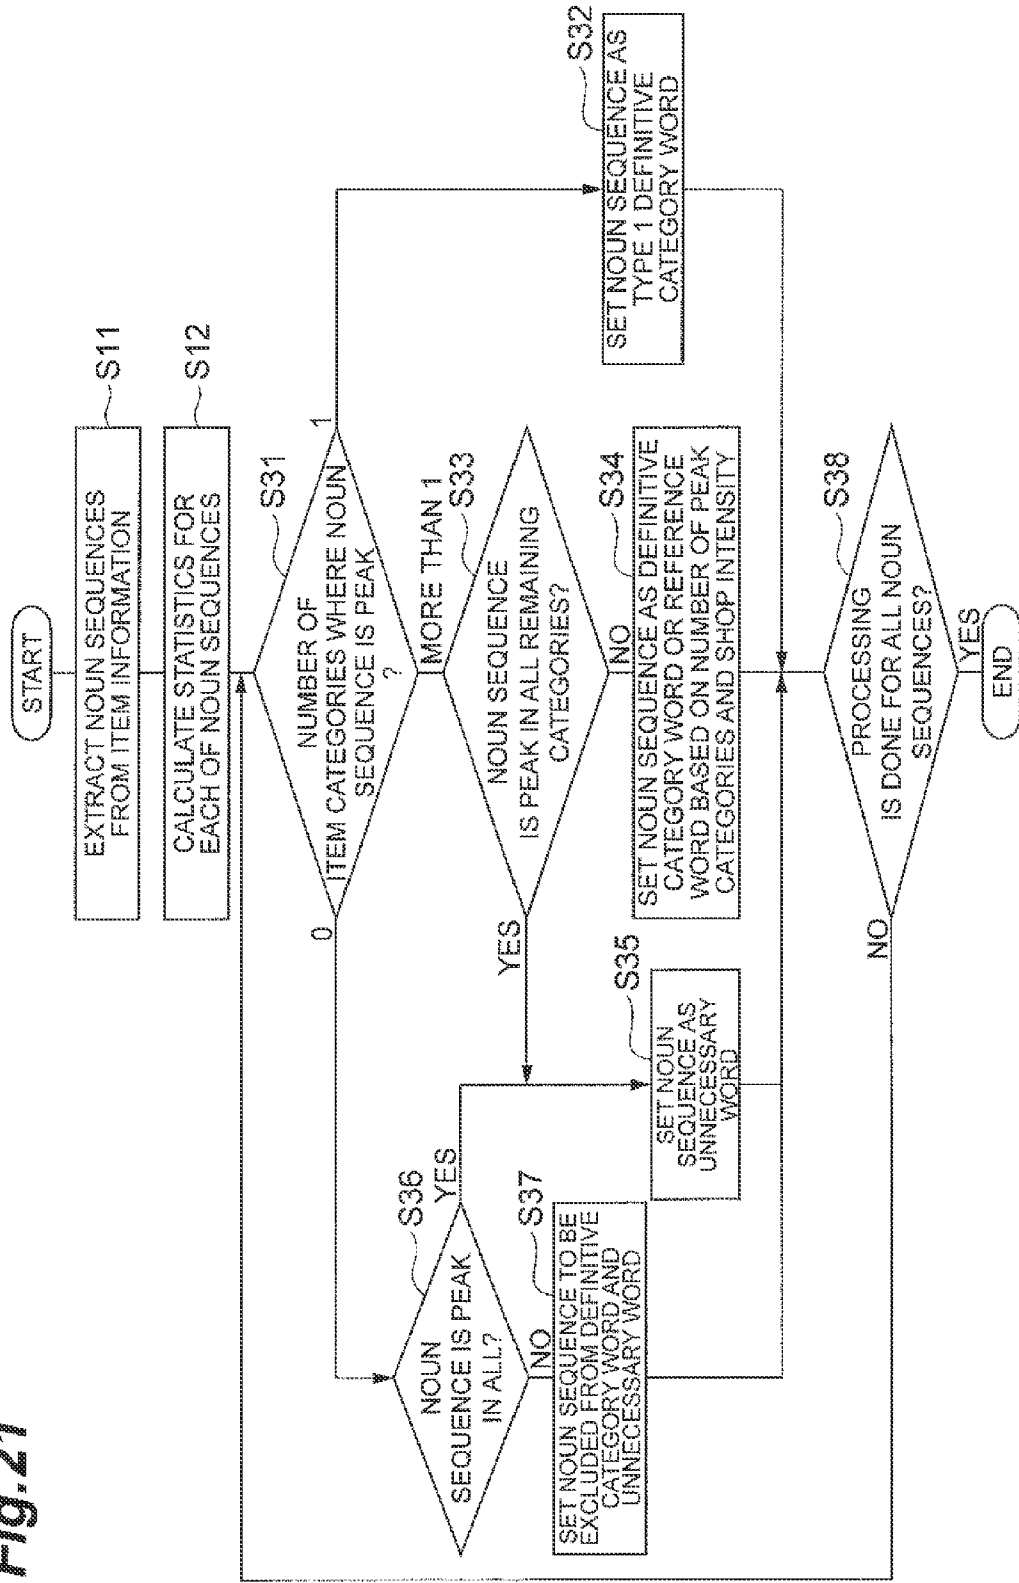 Fig.21
START
EXTRACT NOUN SEQUENCES
FROM ITEM INFORMATION
S11
CALCULATE STATISTICS FOR
EACH OF NOUN SEQUENCES
S12
NUMBER OF
ITEM CATEGORIES WHERE NOUN
SEQUENCE IS PEAK
?
S31
0
1
MORE THAN 1
SET NOUN SEQUENCE AS
TYPE 1 DEFINITIVE
CATEGORY WORD
S32
NOUN SEQUENCE
IS PEAK IN ALL REMAINING
CATEGORIES?
S33
YES
NO
SET NOUN SEQUENCE AS DEFINITIVE
CATEGORY WORD OR REFERENCE
WORD BASED ON NUMBER OF PEAK
CATEGORIES AND SHOP INTENSITY
S34
NOUN
SEQUENCE IS PEAK
IN ALL?
S36
YES
NO
SET NOUN
SEQUENCE AS
UNNECESSARY
WORD
S35
SET NOUN SEQUENCE TO BE
EXCLUDED FROM DEFINITIVE
CATEGORY WORD AND
UNNECESSARY WORD
S37
PROCESSING
IS DONE FOR ALL NOUN
SEQUENCES?
S38
NO
YES
END